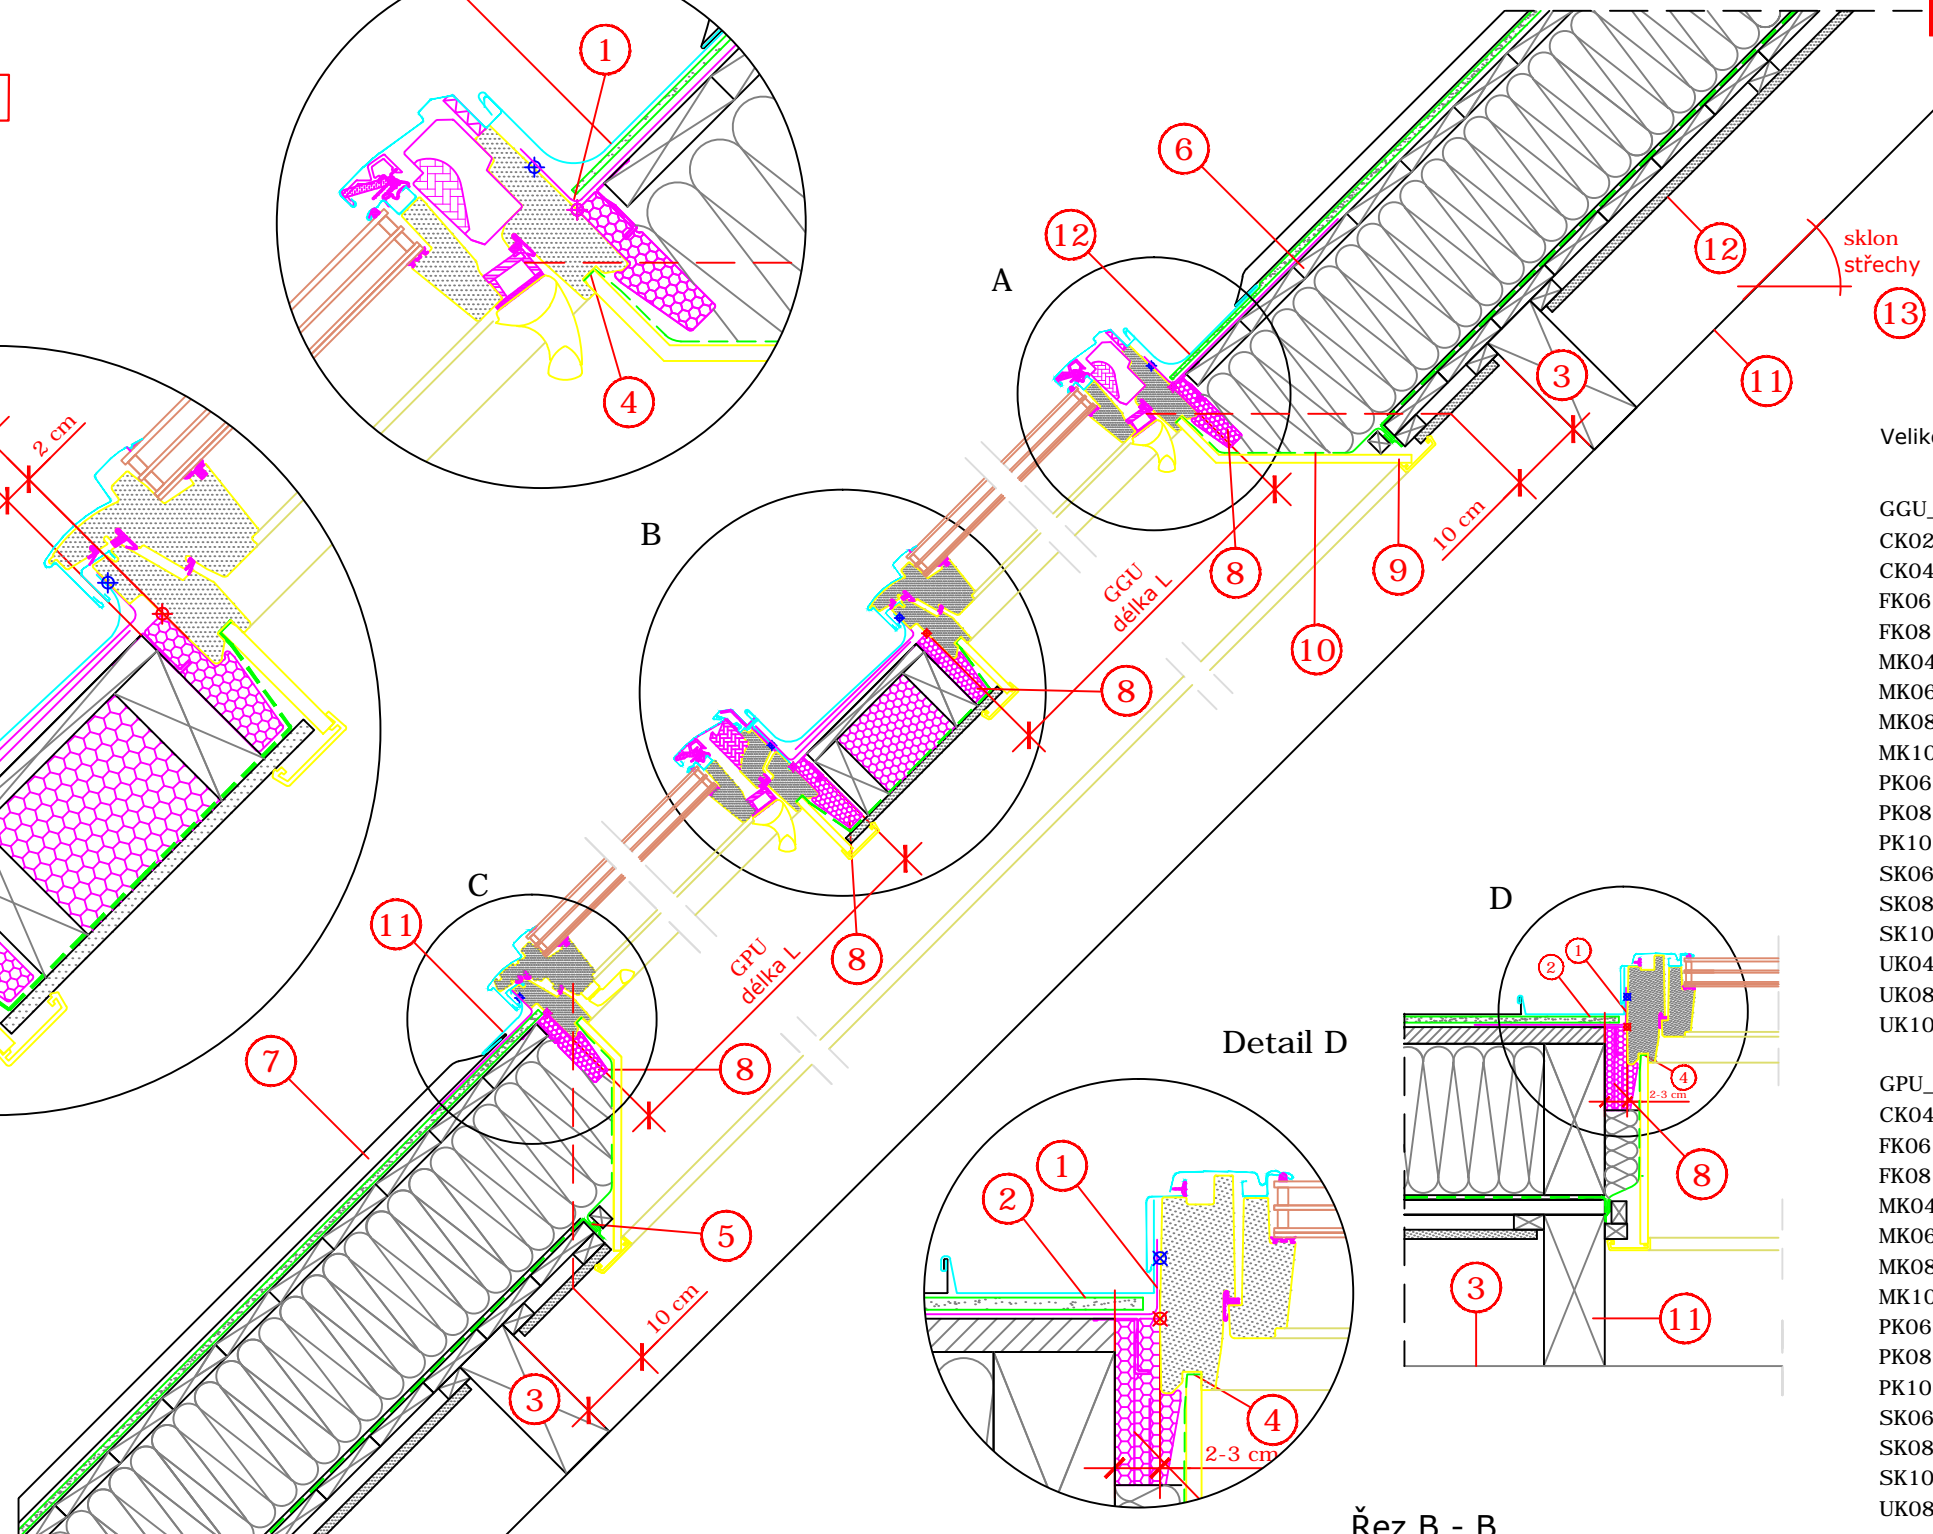 1
6
12
A
12
sklon
střechy
13
3
11
4
2 cm
Velik
10 cm
B
8
9
GGU
délka L
10
8
C
11
GPU
délka L
8
8
7
5
10 cm
3
D
1
2
4
2-3 cm
8
3
11
Detail D
1
2
4
2-3 cm
Řez B - B
GGU_
CK02
CK04
FK06
FK08
MK04
MK06
MK08
MK10
PK06
PK08
PK10
SK06
SK08
SK10
UK04
UK08
UK10
GPU_
CK04
FK06
FK08
MK04
MK06
MK08
MK10
PK06
PK08
PK10
SK06
SK08
SK10
UK08